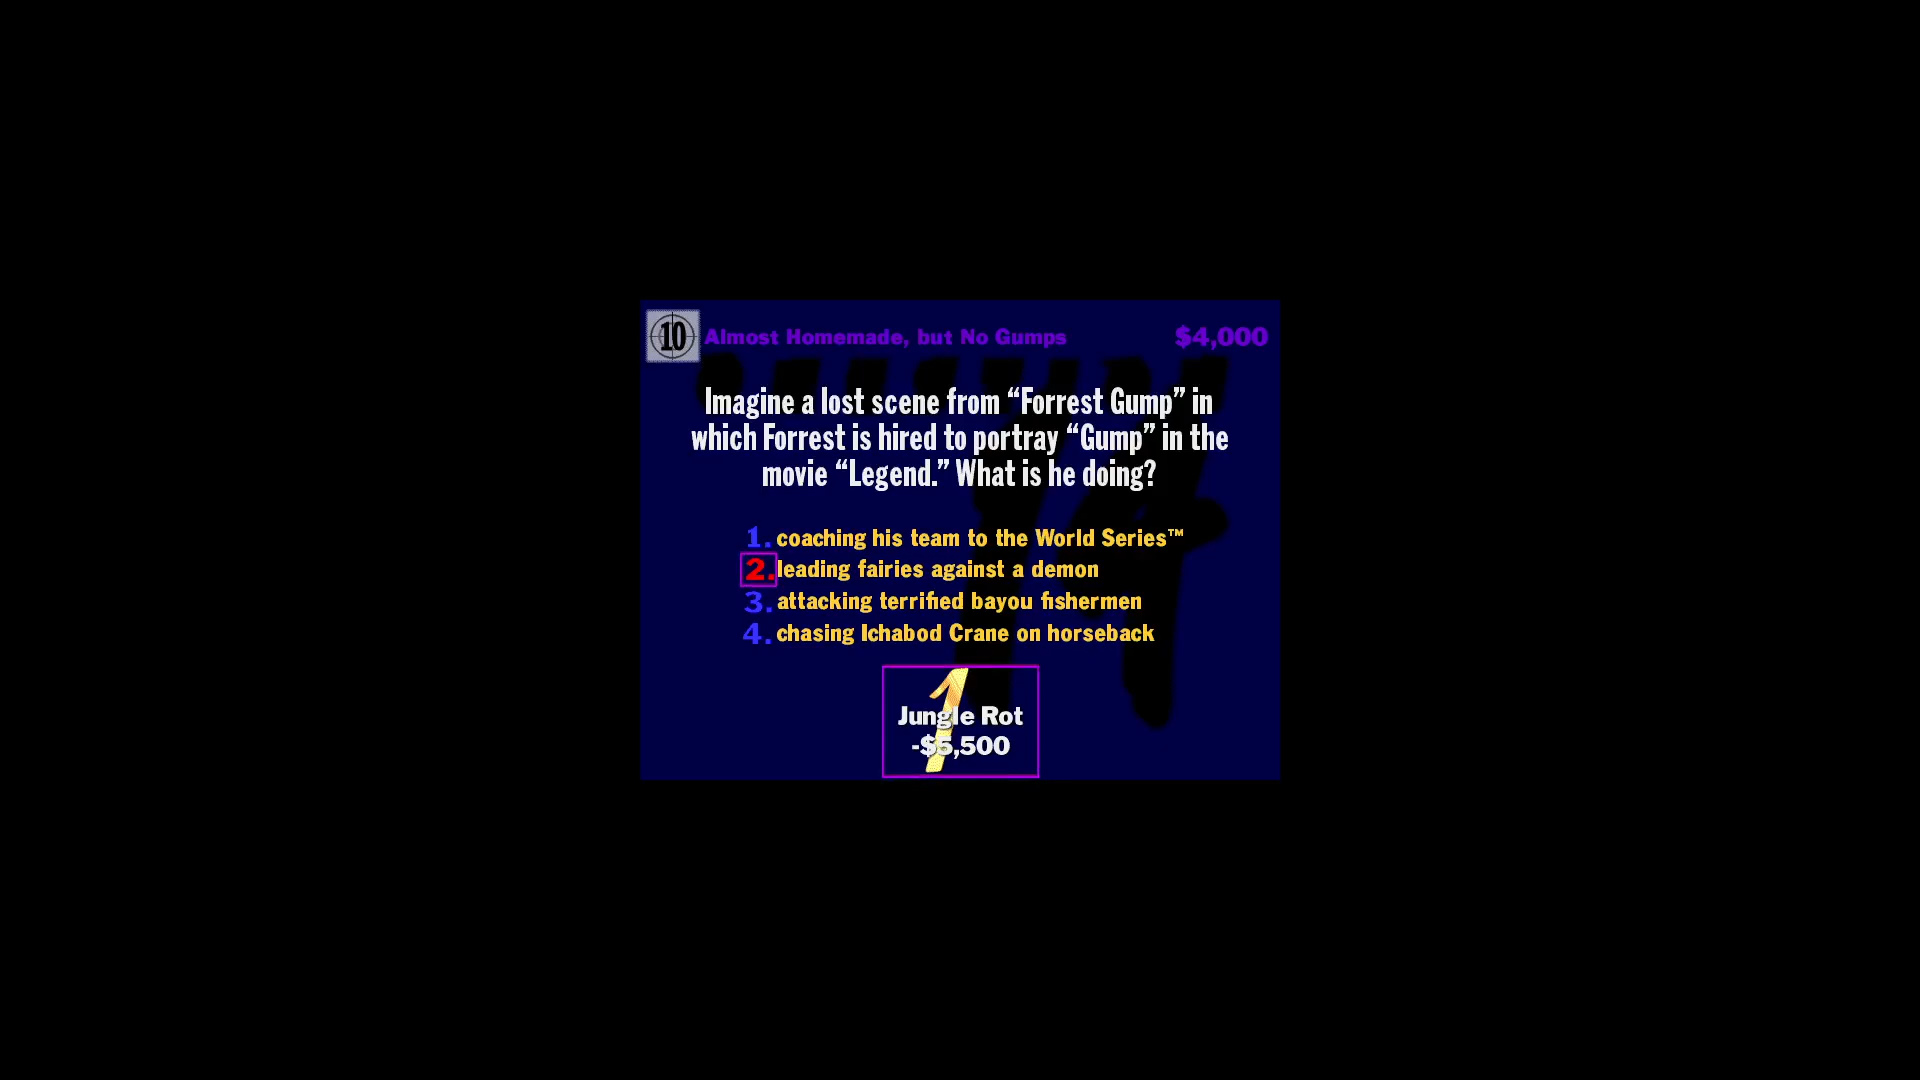 10 Almost Homemade, but No Gumps $4,000
Imagine a lost scene from “Forrest Gump” in
which Forrest is hired to portray “Gump” in the
movie “Legend.” What is he doing?
1. coaching his team to the World Series™
2. leading fairies against a demon
3. attacking terrified bayou fishermen
4. chasing Ichabod Crane on horseback
1
Jungle Rot
-$5,500